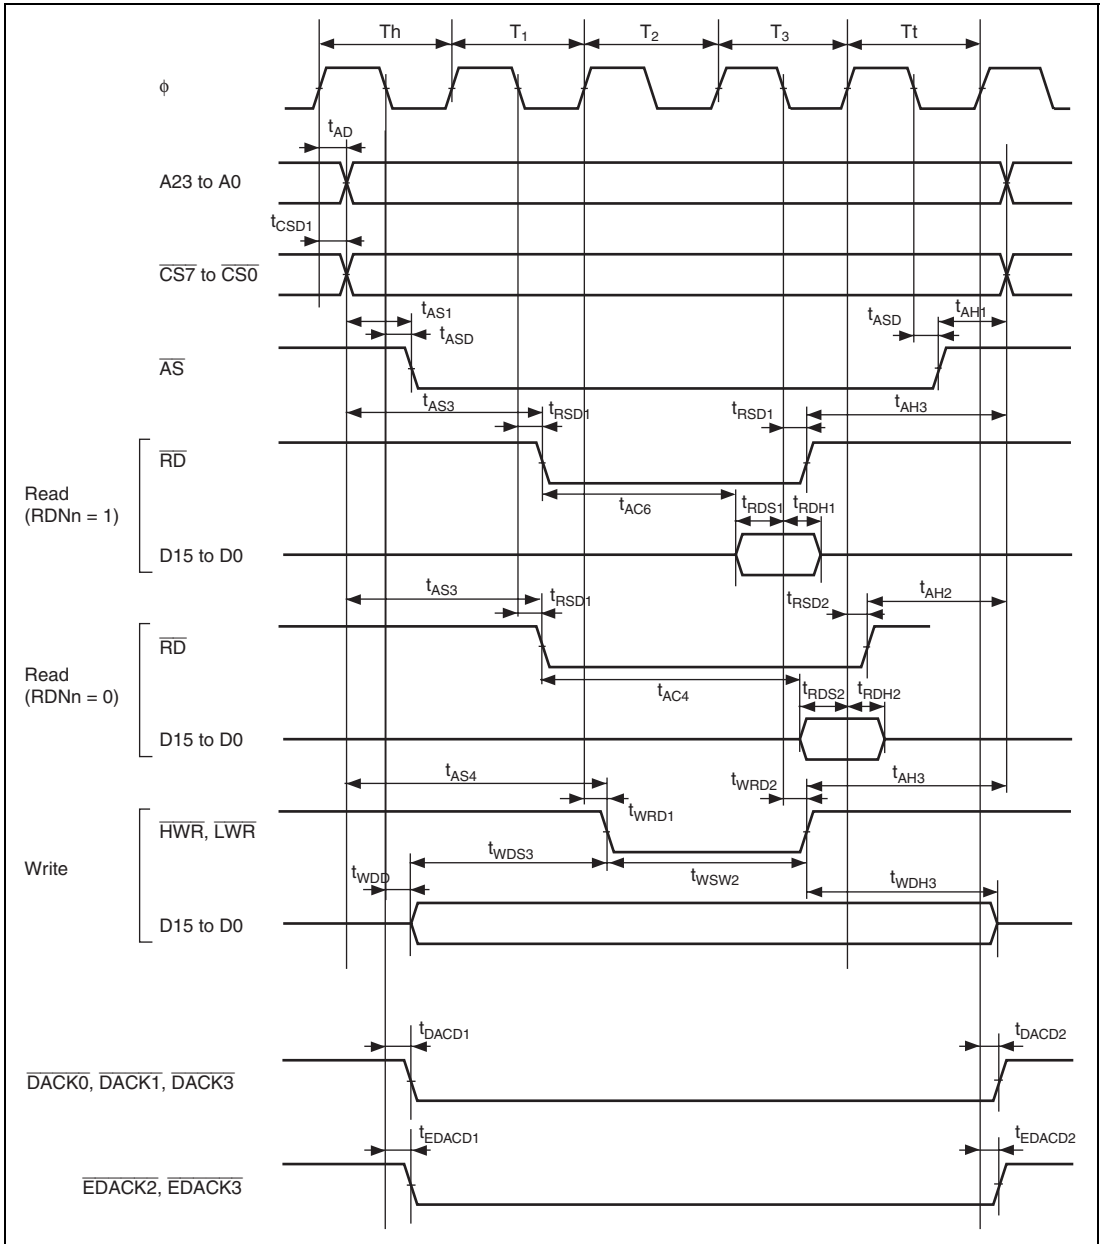 Th T1 T2 T3 Tt
ϕ
tAD
A23 to A0
tCSD1
CS7 to CS0
tAS1 tASD tAH1
tASD
AS
tAS3 tRSD1 tRSD1 tAH3
RD
Read
(RDNn = 1)
tAC6 tRDS1 tRDH1
D15 to D0
tAS3 tRSD1 tRSD2 tAH2
RD
Read
(RDNn = 0)
tAC4 tRDS2 tRDH2
D15 to D0
tAS4 tWRD1 tWRD2 tAH3
HWR, LWR
Write
tWDD tWDS3 tWSW2 tWDH3
D15 to D0
tDACD1 tDACD2
DACK0, DACK1, DACK3
tEDACD1 tEDACD2
EDACK2, EDACK3